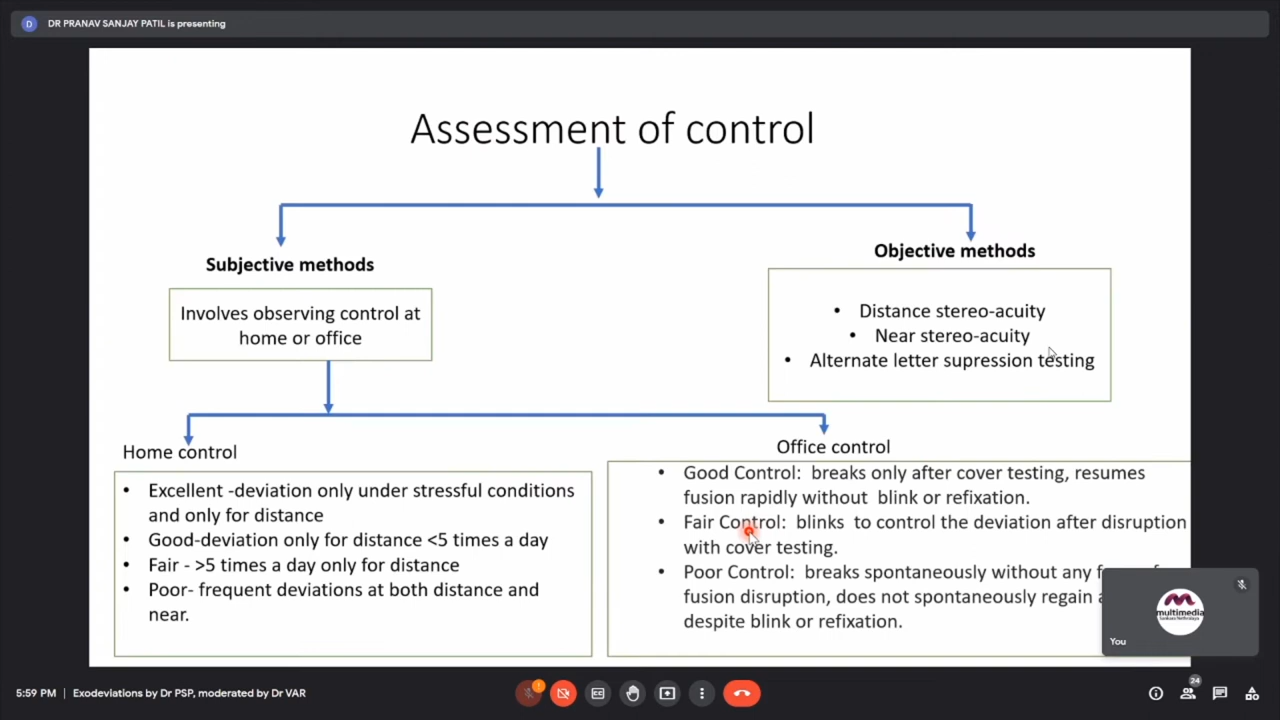 D DR PRANAV SANJAY PATIL is presenting
Assessment of control
Subjective methods
Involves observing control at
home or office
Objective methods
• Distance stereo-acuity
• Near stereo-acuity
• Alternate letter supression testing
Home control
• Excellent -deviation only under stressful conditions
and only for distance
• Good-deviation only for distance <5 times a day
• Fair - >5 times a day only for distance
• Poor- frequent deviations at both distance and
near.
Office control
• Good Control: breaks only after cover testing, resumes
fusion rapidly without blink or refixation.
• Fair Control: blinks to control the deviation after disruption
with cover testing.
• Poor Control: breaks spontaneously without any
fusion disruption, does not spontaneously regain
despite blink or refixation.
multimedia
You
5:59 PM | Exodeviations by Dr PSP, moderated by Dr VAR
24